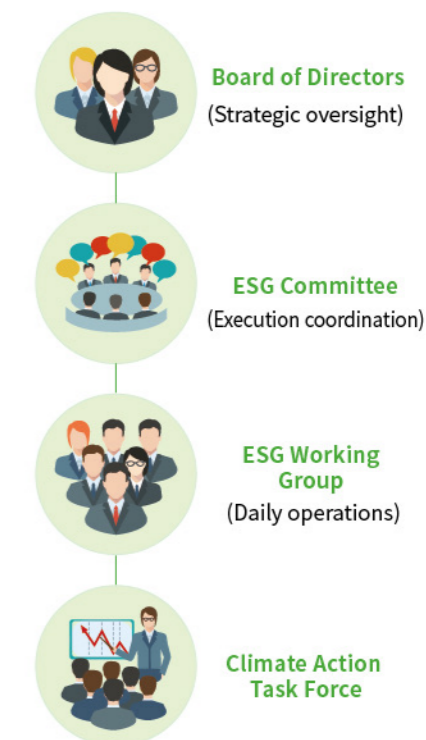 Board of Directors
(Strategic oversight)
ESG Committee
(Execution coordination)
ESG Working
Group
(Daily operations)
Climate Action
Task Force